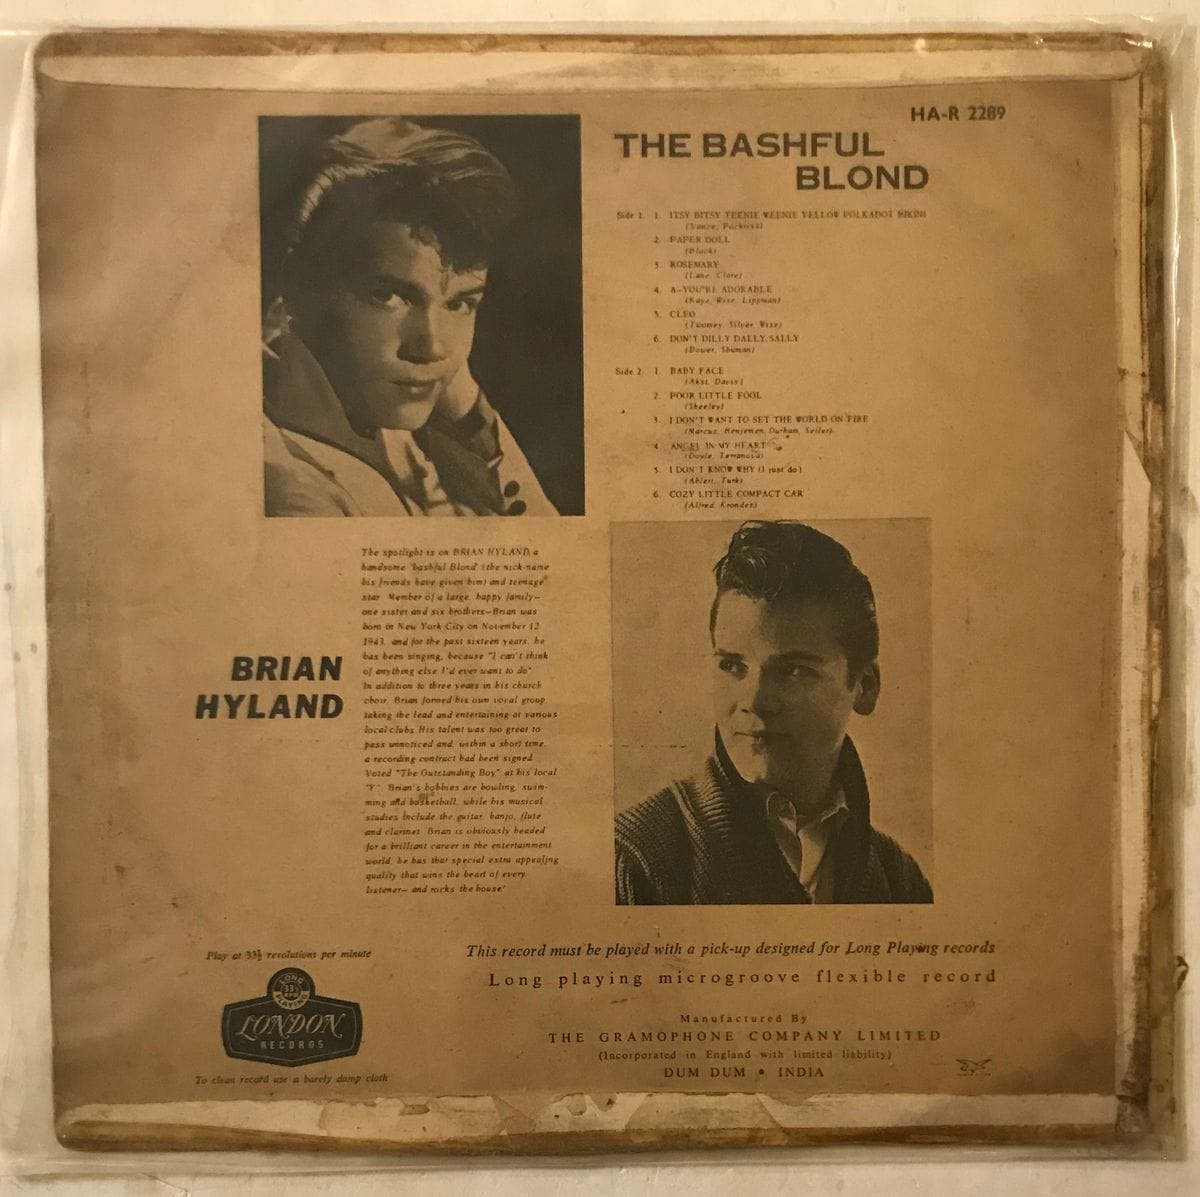 HA-R 2289
THE BASHFUL
BLOND
Side 1. 1. ITSY BITSY TEENIE WEENIE YELLOW POLKADOT BIKINI
(Vance, Pockriss)
2. PAPER DOLL
(Black)
3. ROSEMARY
(Lane, Clare)
4. A-YOU'RE ADORABLE
(Kaye, Wise, Lippman)
5. CLEO
(Twomey, Silver, Wise)
6. DON'T DILLY DALLY, SALLY
(Bower, Shuman)
Side 2. 1. BABY FACE
(Akst, Davis)
2. POOR LITTLE FOOL
(Sheeley)
3. I DON'T WANT TO SET THE WORLD ON FIRE
(Marcus, Benjemen, Durham, Seiler)
4. ANGEL IN MY HEART
(Doyle, Terranova)
5. I DON'T KNOW WHY (I just do)
(Ahlert, Turk)
6. COZY LITTLE COMPACT CAR
(Alfred, Krondes)
The spotlight is on BRIAN HYLAND, a
handsome 'bashful Blond' (the nick-name
his friends have given him) and teenage
star. Member of a large, happy family—
one sister and six brothers—Brian was
born in New York City on November 12,
1943, and for the past sixteen years, he
has been singing, because "I can't think
of anything else I'd ever want to do"
In addition to three years in his church
choir, Brian formed his own vocal group,
taking the lead and entertaining at various
local clubs. His talent was too great to
pass unnoticed and, within a short time,
a recording contract had been signed
Voted "The Outstanding Boy" at his local
"Y", Brian's hobbies are bowling, swim-
ming and basketball, while his musical
studies include the guitar, banjo, flute
and clarinet. Brian is obviously headed
for a brilliant career in the entertainment
world, he has that special extra appealing
quality that wins the heart of every
listener— and rocks the house!
BRIAN
HYLAND
Play at 33⅓ revolutions per minute
LONG
33⅓
RPM
PLAYING
LONDON
RECORDS
To clean record use a barely damp cloth
This record must be played with a pick-up designed for Long Playing records
Long playing microgroove flexible record
Manufactured By
THE GRAMOPHONE COMPANY LIMITED
(Incorporated in England with limited liability)
DUM DUM • INDIA